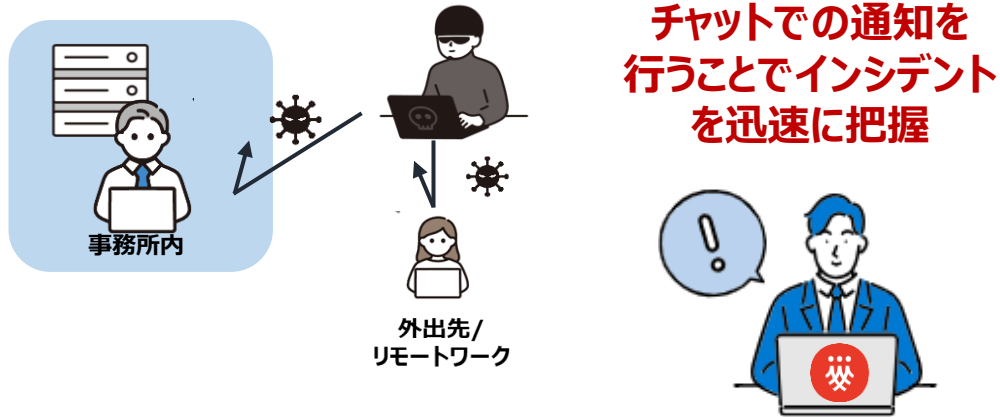 チャットでの通知を
行うことでインシデント
を迅速に把握
事務所内
外出先/
リモートワーク